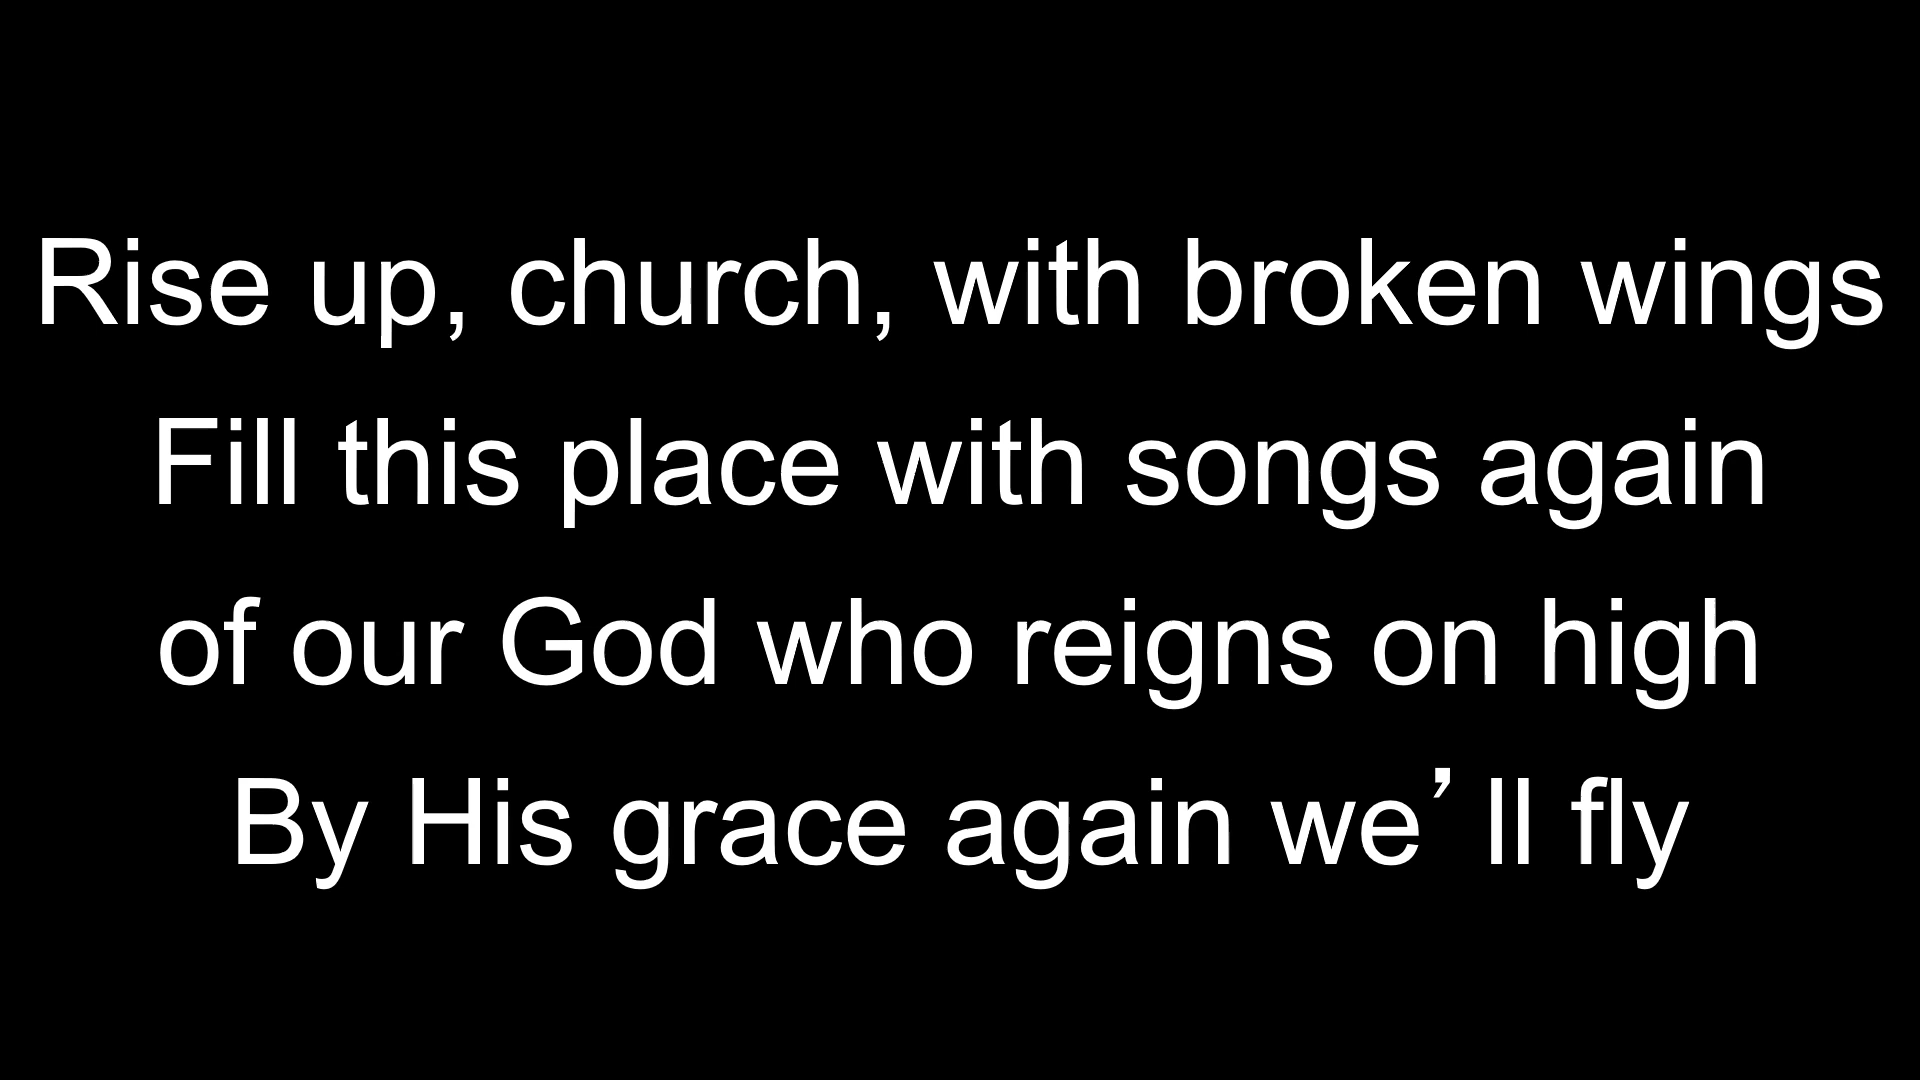 Rise up, church, with broken wings
Fill this place with songs again
of our God who reigns on high
By His grace again we’ll fly